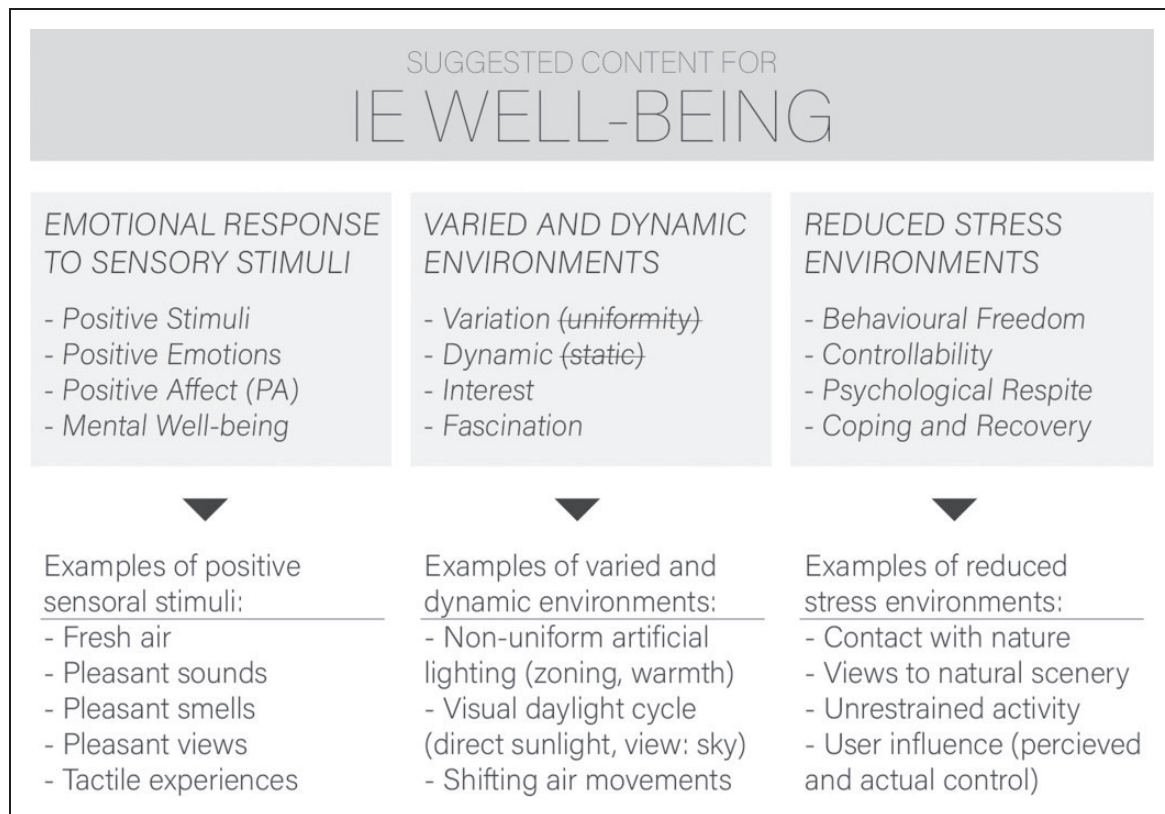 SUGGESTED CONTENT FOR
IE WELL-BEING
EMOTIONAL RESPONSE
TO SENSORY STIMULI
- Positive Stimuli
- Positive Emotions
- Positive Affect (PA)
- Mental Well-being
VARIED AND DYNAMIC
ENVIRONMENTS
- Variation (uniformity)
- Dynamic (static)
- Interest
- Fascination
REDUCED STRESS
ENVIRONMENTS
- Behavioural Freedom
- Controllability
- Psychological Respite
- Coping and Recovery
Examples of positive
sensoral stimuli:
- Fresh air
- Pleasant sounds
- Pleasant smells
- Pleasant views
- Tactile experiences
Examples of varied and
dynamic environments:
- Non-uniform artificial
lighting (zoning, warmth)
- Visual daylight cycle
(direct sunlight, view: sky)
- Shifting air movements
Examples of reduced
stress environments:
- Contact with nature
- Views to natural scenery
- Unrestrained activity
- User influence (percieved
and actual control)